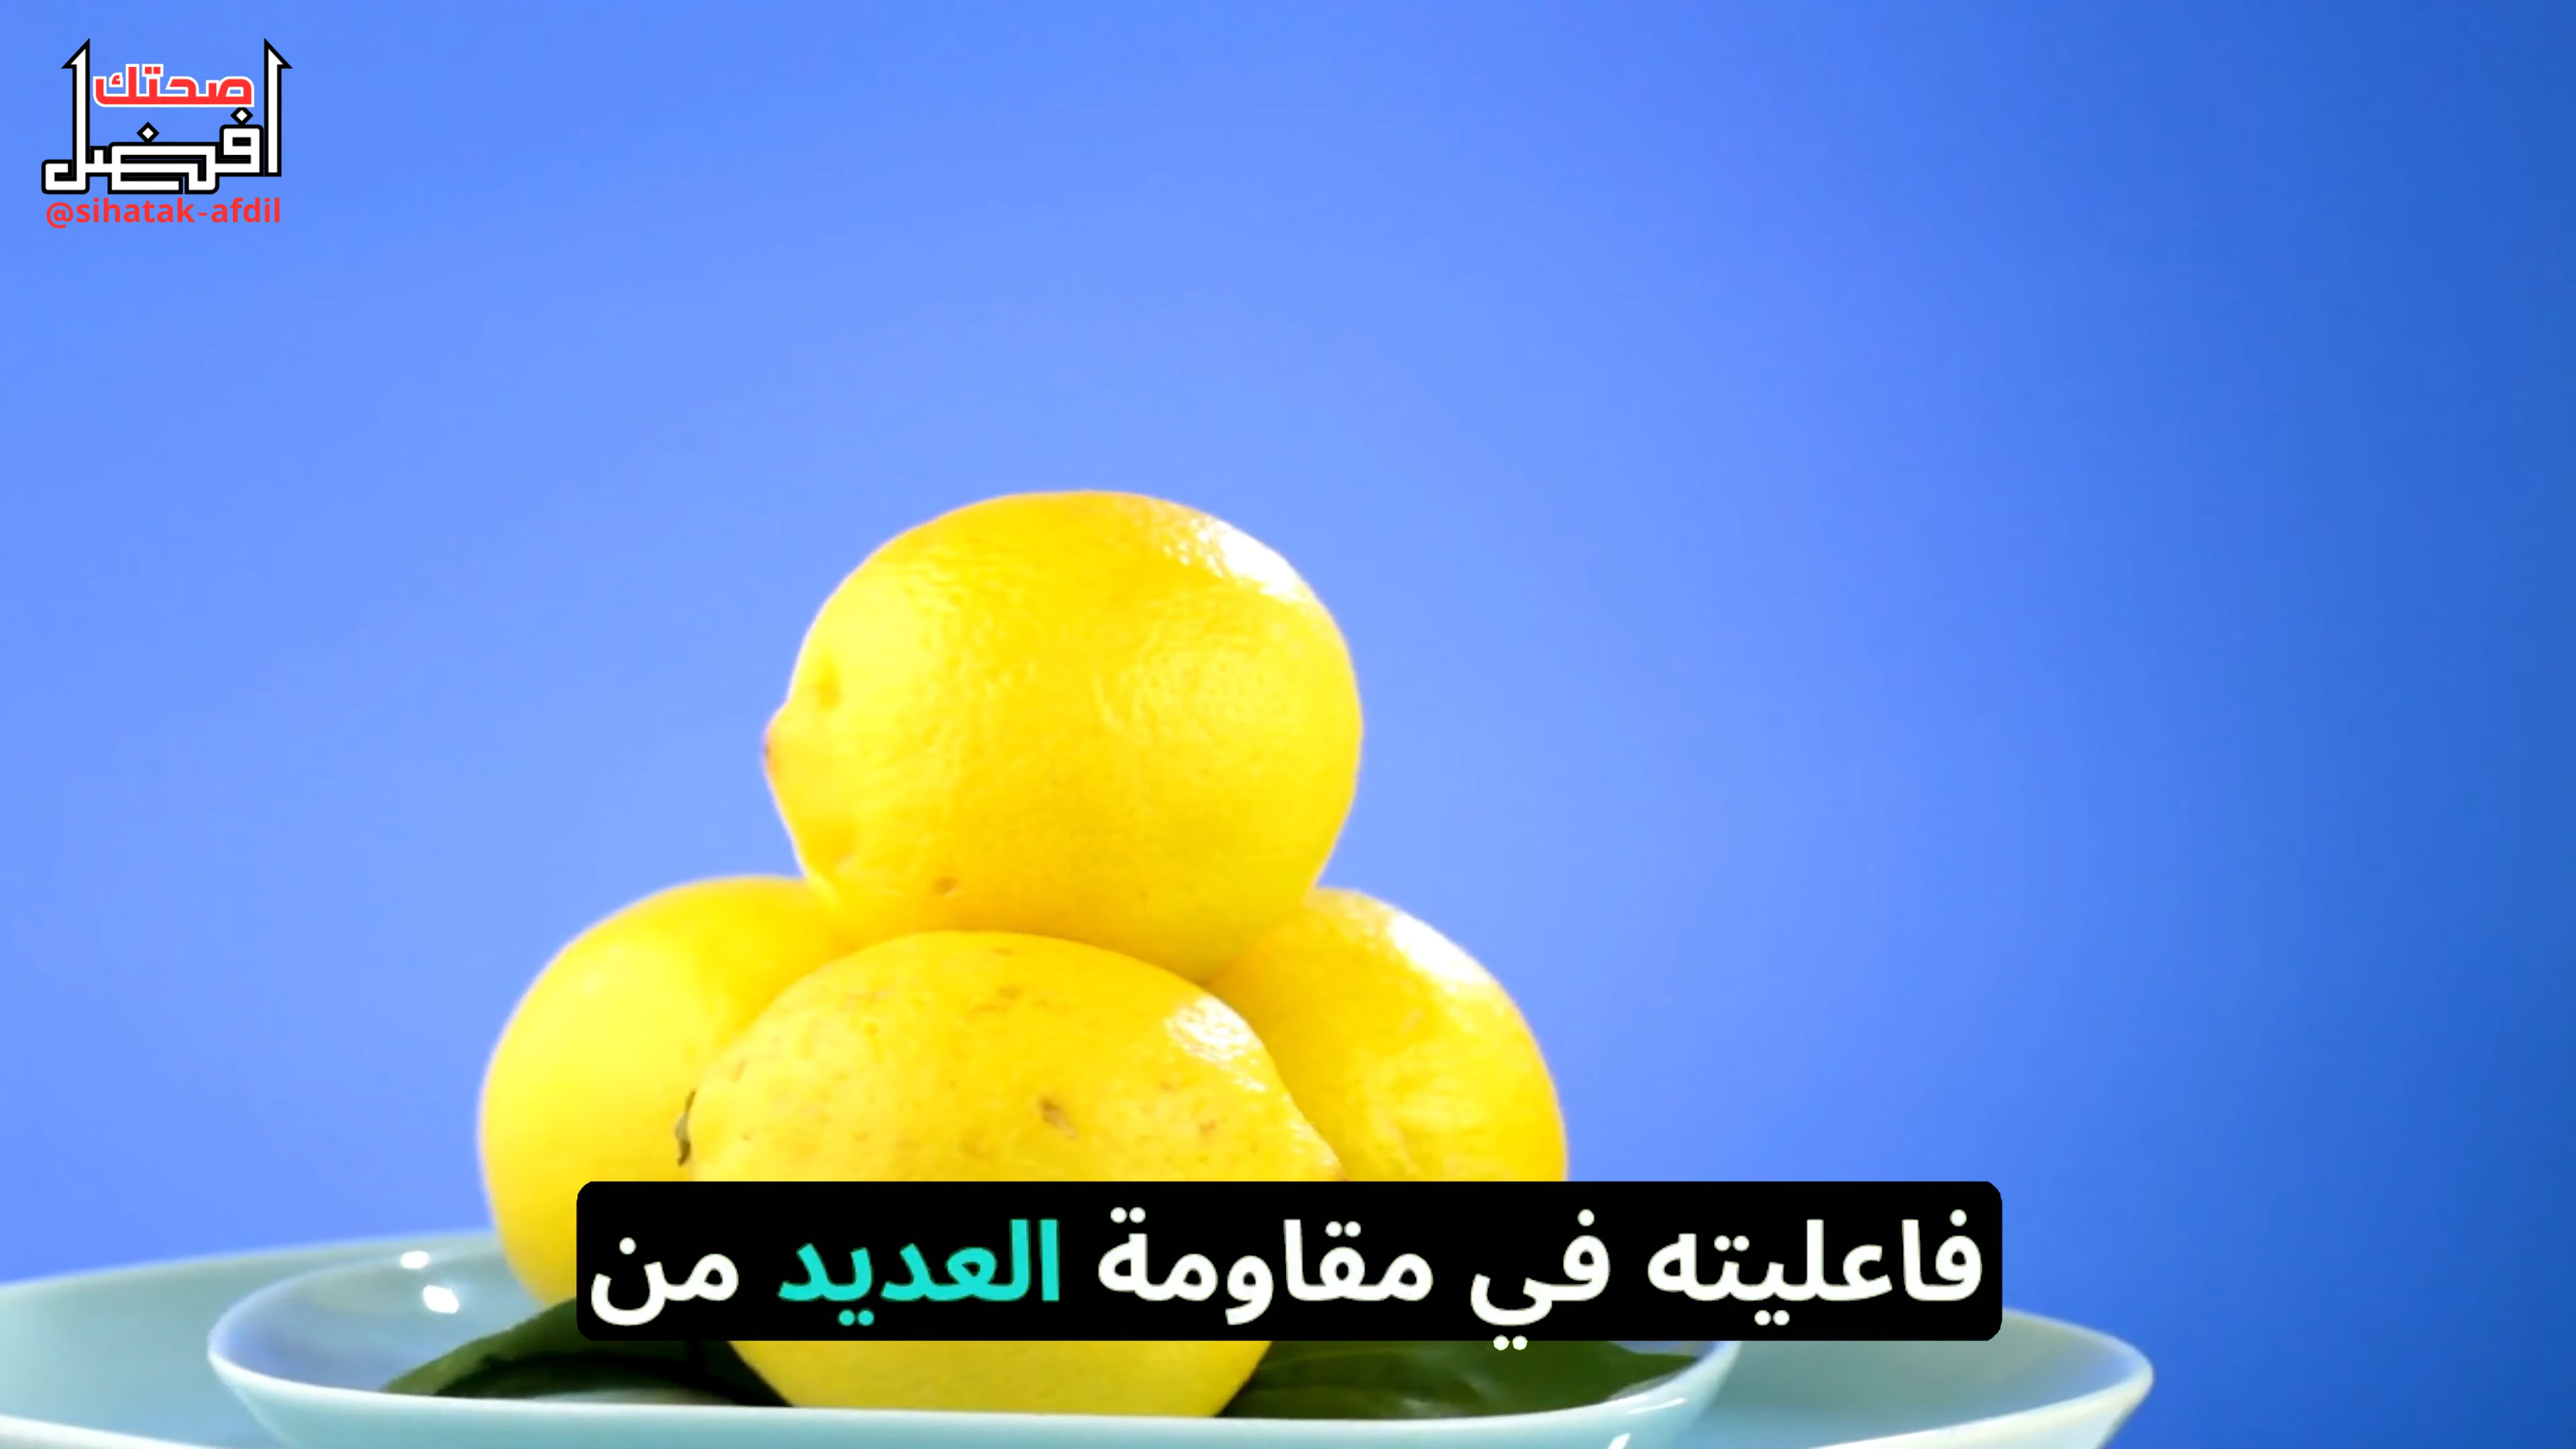 صحتك
افضل
@sihatak-afdil
فاعليته في مقاومة العديد من